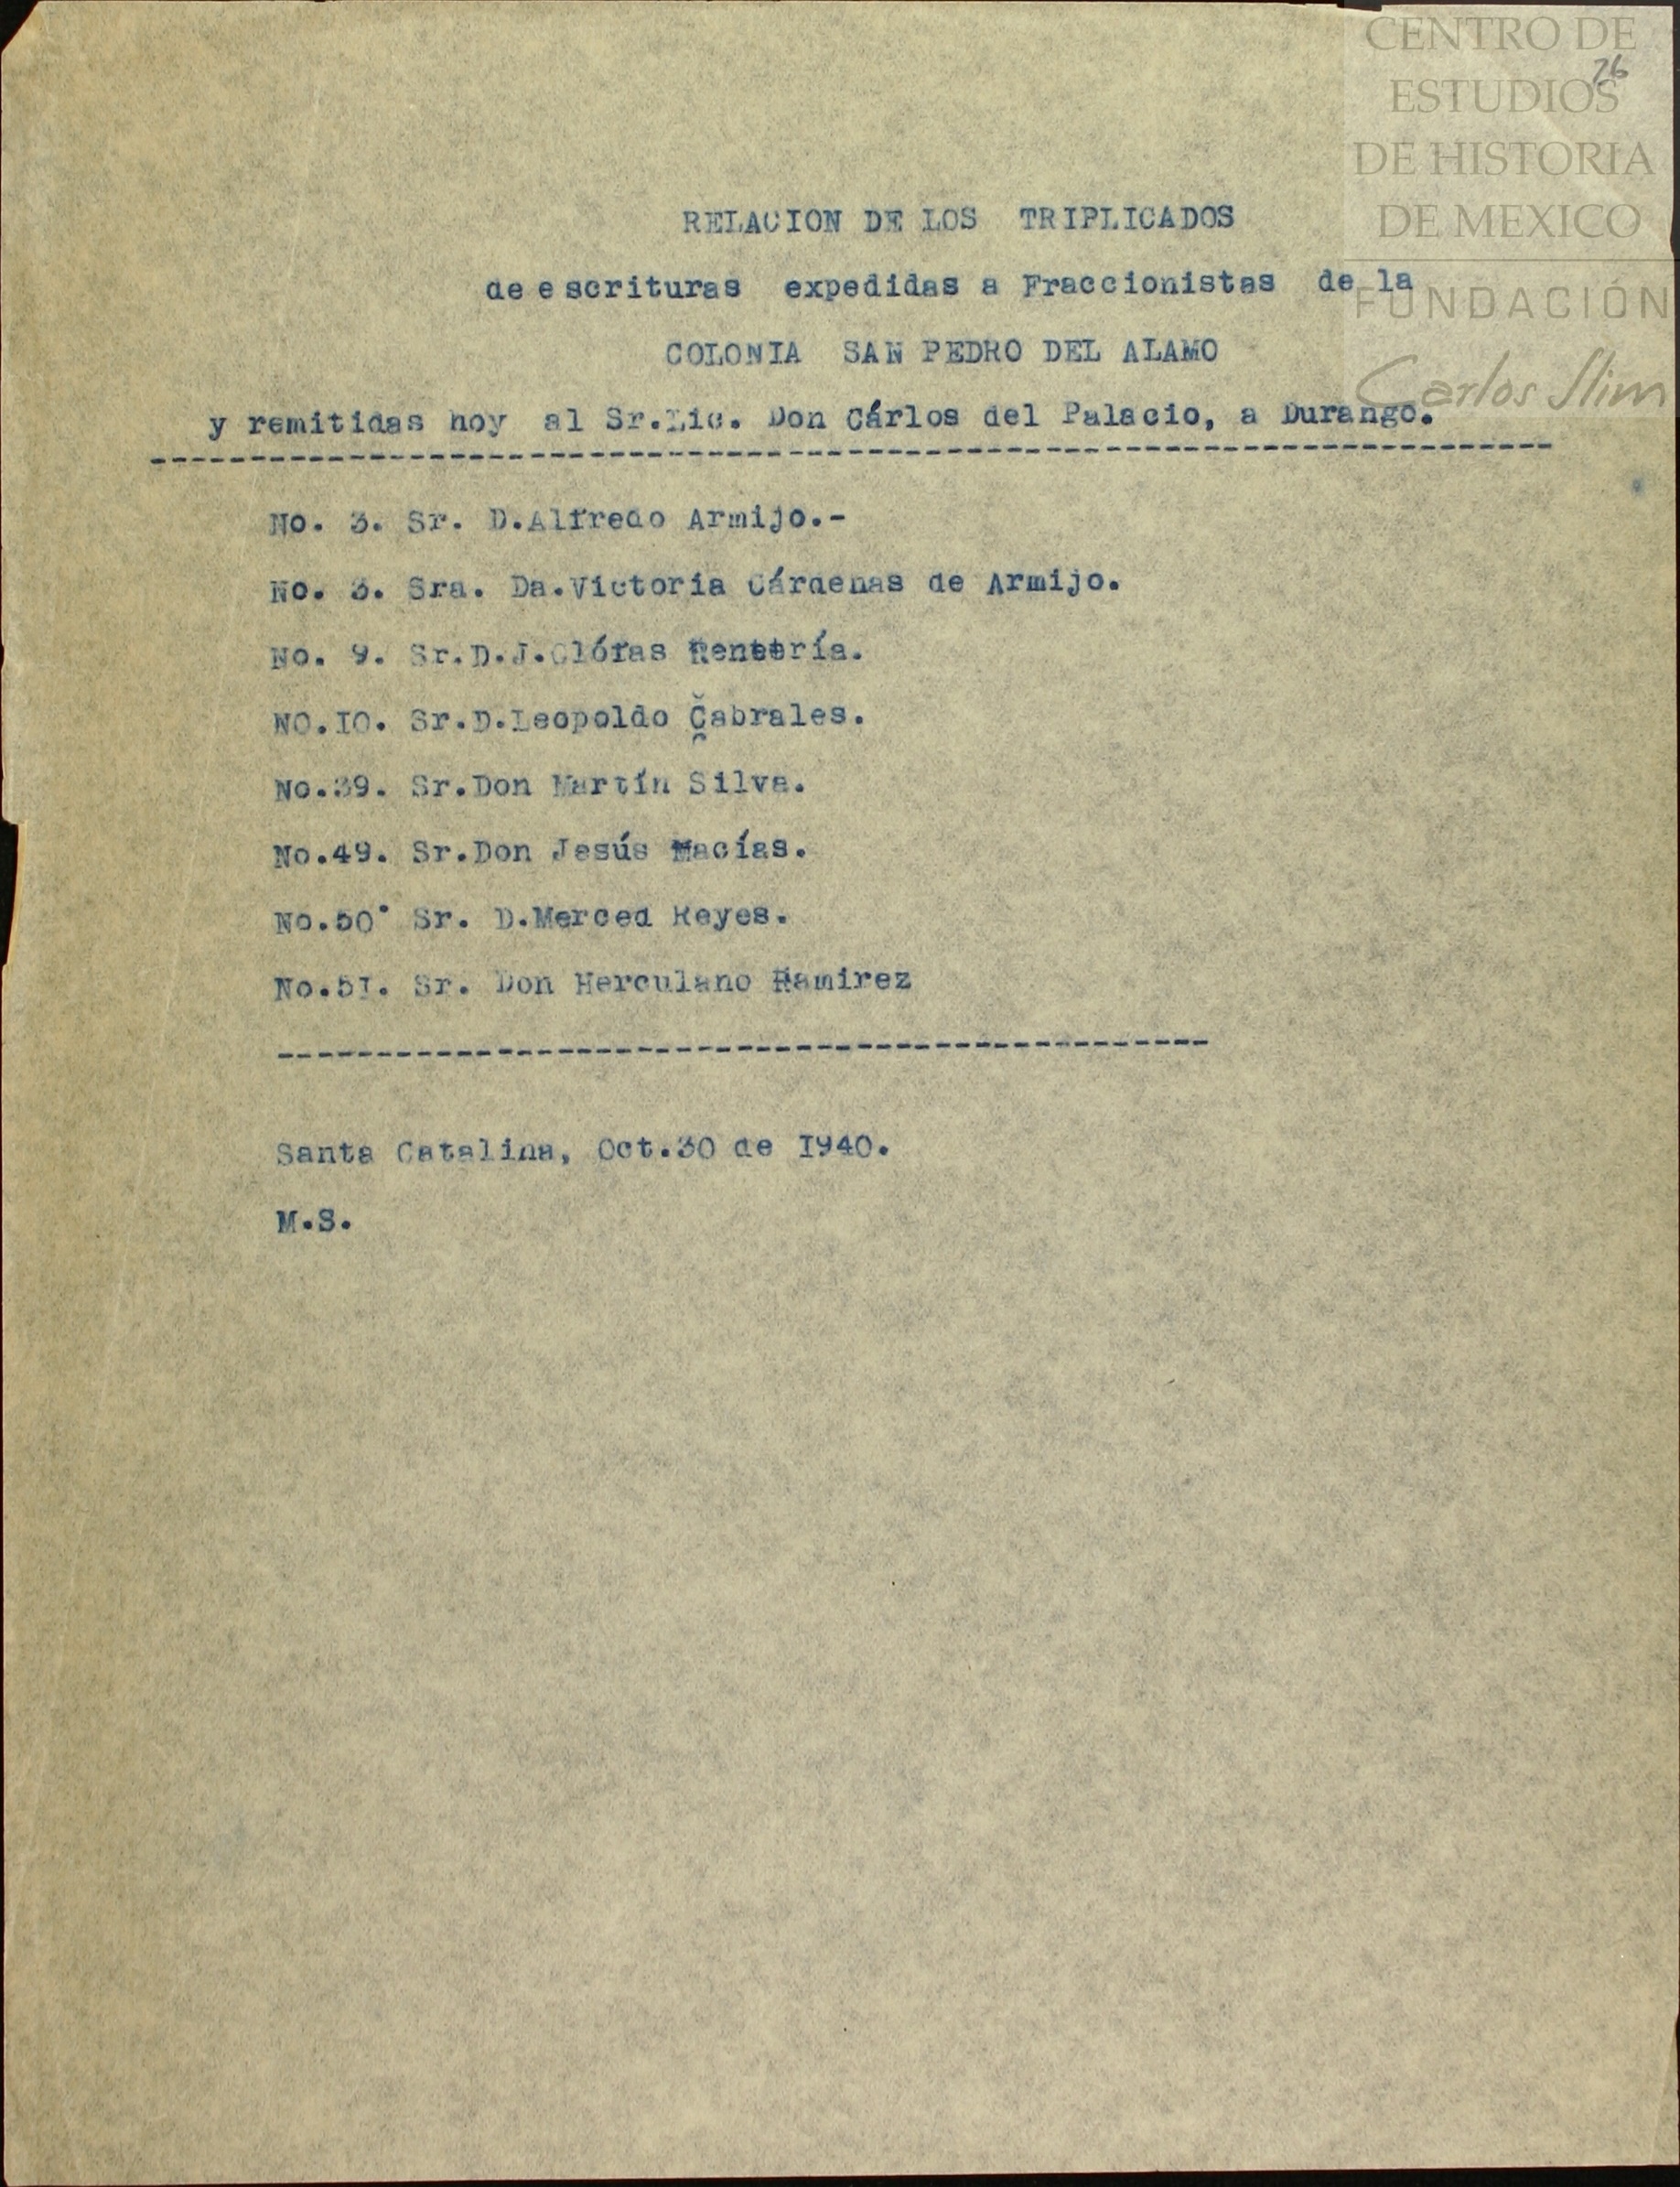 CENTRO DE
ESTUDIOS
DE HISTORIA
DE MEXICO
FUNDACIÓN
Carlos Slim
26
RELACION DE LOS TRIPLICADOS
de escrituras expedidas a Fraccionistas de la
COLONIA SAN PEDRO DEL ALAMO
y remitidas hoy al Sr.Lic. Don Cárlos del Palacio, a Durango.
No. 3. Sr. D.Alfredo Armijo.-
No. 3. Sra. Da.Victoria Cárdenas de Armijo.
No. 9. Sr.D.J.Clófas Rentería.
NO.IO. Sr.D.Leopoldo Cabrales.
No.39. Sr.Don Martín Silva.
No.49. Sr.Don Jesús Macías.
No.50° Sr. D.Merced Reyes.
No.5I. Sr. Don Herculano Ramirez
Santa Catalina, Oct.30 de I940.
M.S.